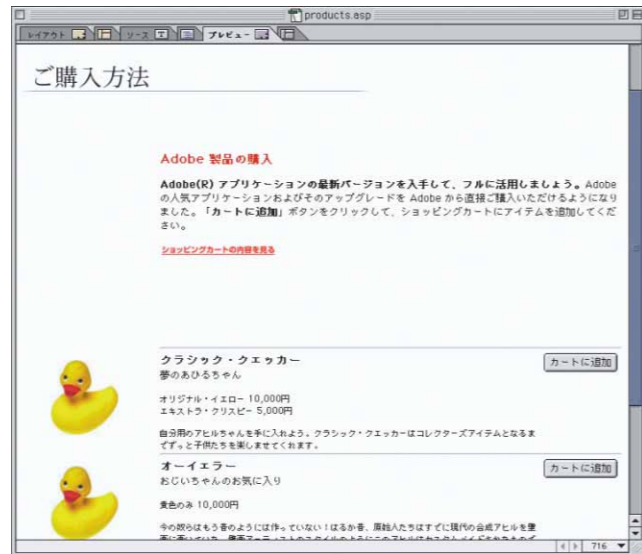 products.asp
レイアウト ソース プレビュー
ご購入方法
Adobe 製品の購入
Adobe(R) アプリケーションの最新バージョンを入手して、フルに活用しましょう。Adobe
の人気アプリケーションおよびそのアップグレードを Adobe から直接ご購入いただけるようになり
ました。「カートに追加」ボタンをクリックして、ショッピングカートにアイテムを追加してくだ
さい。
ショッピングカートの内容を見る
クラシック・クエッカー
カートに追加
夢のあひるちゃん
オリジナル・イエロー 10,000円
エキストラ・クリスピー 5,000円
自分用のアヒルちゃんを手に入れよう。クラシック・クエッカーはコレクターズアイテムとなるま
でずっと子供たちを楽しませてくれます。
オーイエラー
カートに追加
おじいちゃんのお気に入り
黄色のみ 10,000円
今の奴らはもう昔のようには作っていない！はるか昔、原始人たちはすでに現代の合成アヒルを壁
716